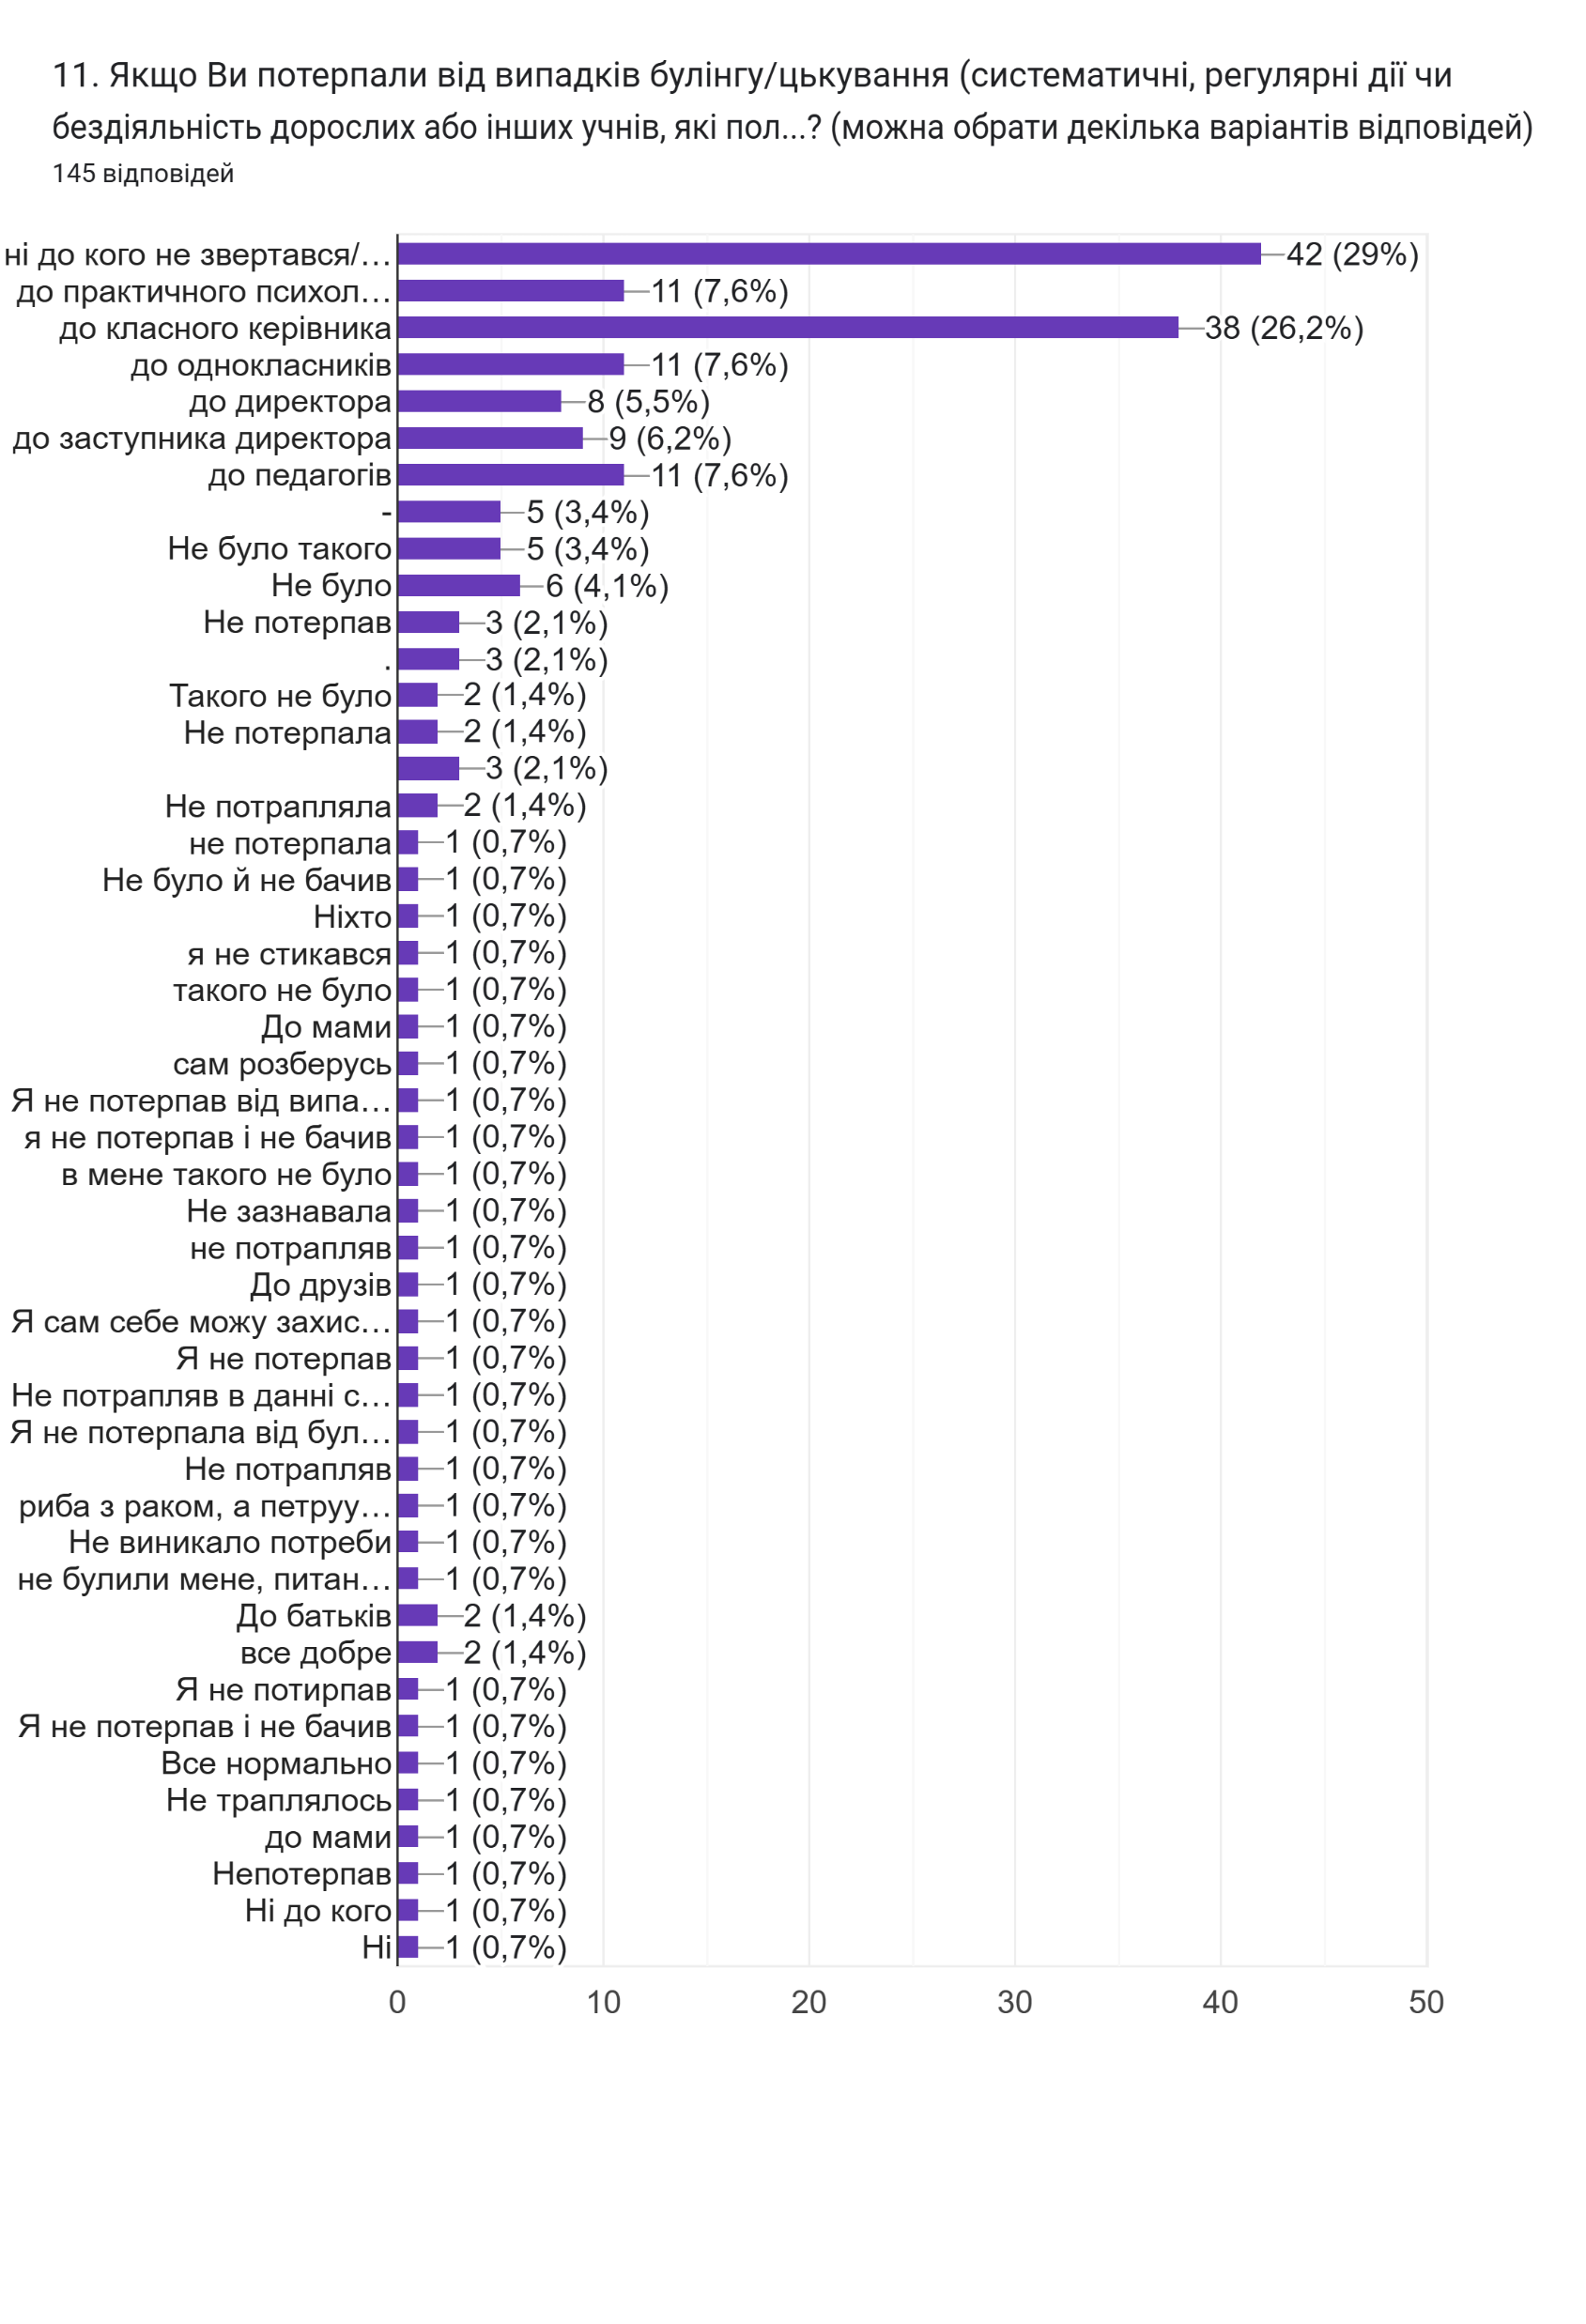 11. Якщо Ви потерпали від випадків булінгу/цькування (систематичні, регулярні дії чи
бездіяльність дорослих або інших учнів, які пол...? (можна обрати декілька варіантів відповідей)
145 відповідей
ні до кого не звертався/… 42 (29%)
до практичного психол… 11 (7,6%)
до класного керівника 38 (26,2%)
до однокласників 11 (7,6%)
до директора 8 (5,5%)
до заступника директора 9 (6,2%)
до педагогів 11 (7,6%)
- 5 (3,4%)
Не було такого 5 (3,4%)
Не було 6 (4,1%)
Не потерпав 3 (2,1%)
. 3 (2,1%)
Такого не було 2 (1,4%)
Не потерпала 2 (1,4%)
3 (2,1%)
Не потрапляла 2 (1,4%)
не потерпала 1 (0,7%)
Не було й не бачив 1 (0,7%)
Ніхто 1 (0,7%)
я не стикався 1 (0,7%)
такого не було 1 (0,7%)
До мами 1 (0,7%)
сам розберусь 1 (0,7%)
Я не потерпав від випа… 1 (0,7%)
я не потерпав і не бачив 1 (0,7%)
в мене такого не було 1 (0,7%)
Не зазнавала 1 (0,7%)
не потрапляв 1 (0,7%)
До друзів 1 (0,7%)
Я сам себе можу захис… 1 (0,7%)
Я не потерпав 1 (0,7%)
Не потрапляв в данні с… 1 (0,7%)
Я не потерпала від бул… 1 (0,7%)
Не потрапляв 1 (0,7%)
риба з раком, а петруу… 1 (0,7%)
Не виникало потреби 1 (0,7%)
не булили мене, питан… 1 (0,7%)
До батьків 2 (1,4%)
все добре 2 (1,4%)
Я не потирпав 1 (0,7%)
Я не потерпав і не бачив 1 (0,7%)
Все нормально 1 (0,7%)
Не траплялось 1 (0,7%)
до мами 1 (0,7%)
Непотерпав 1 (0,7%)
Ні до кого 1 (0,7%)
Ні 1 (0,7%)
0 10 20 30 40 50